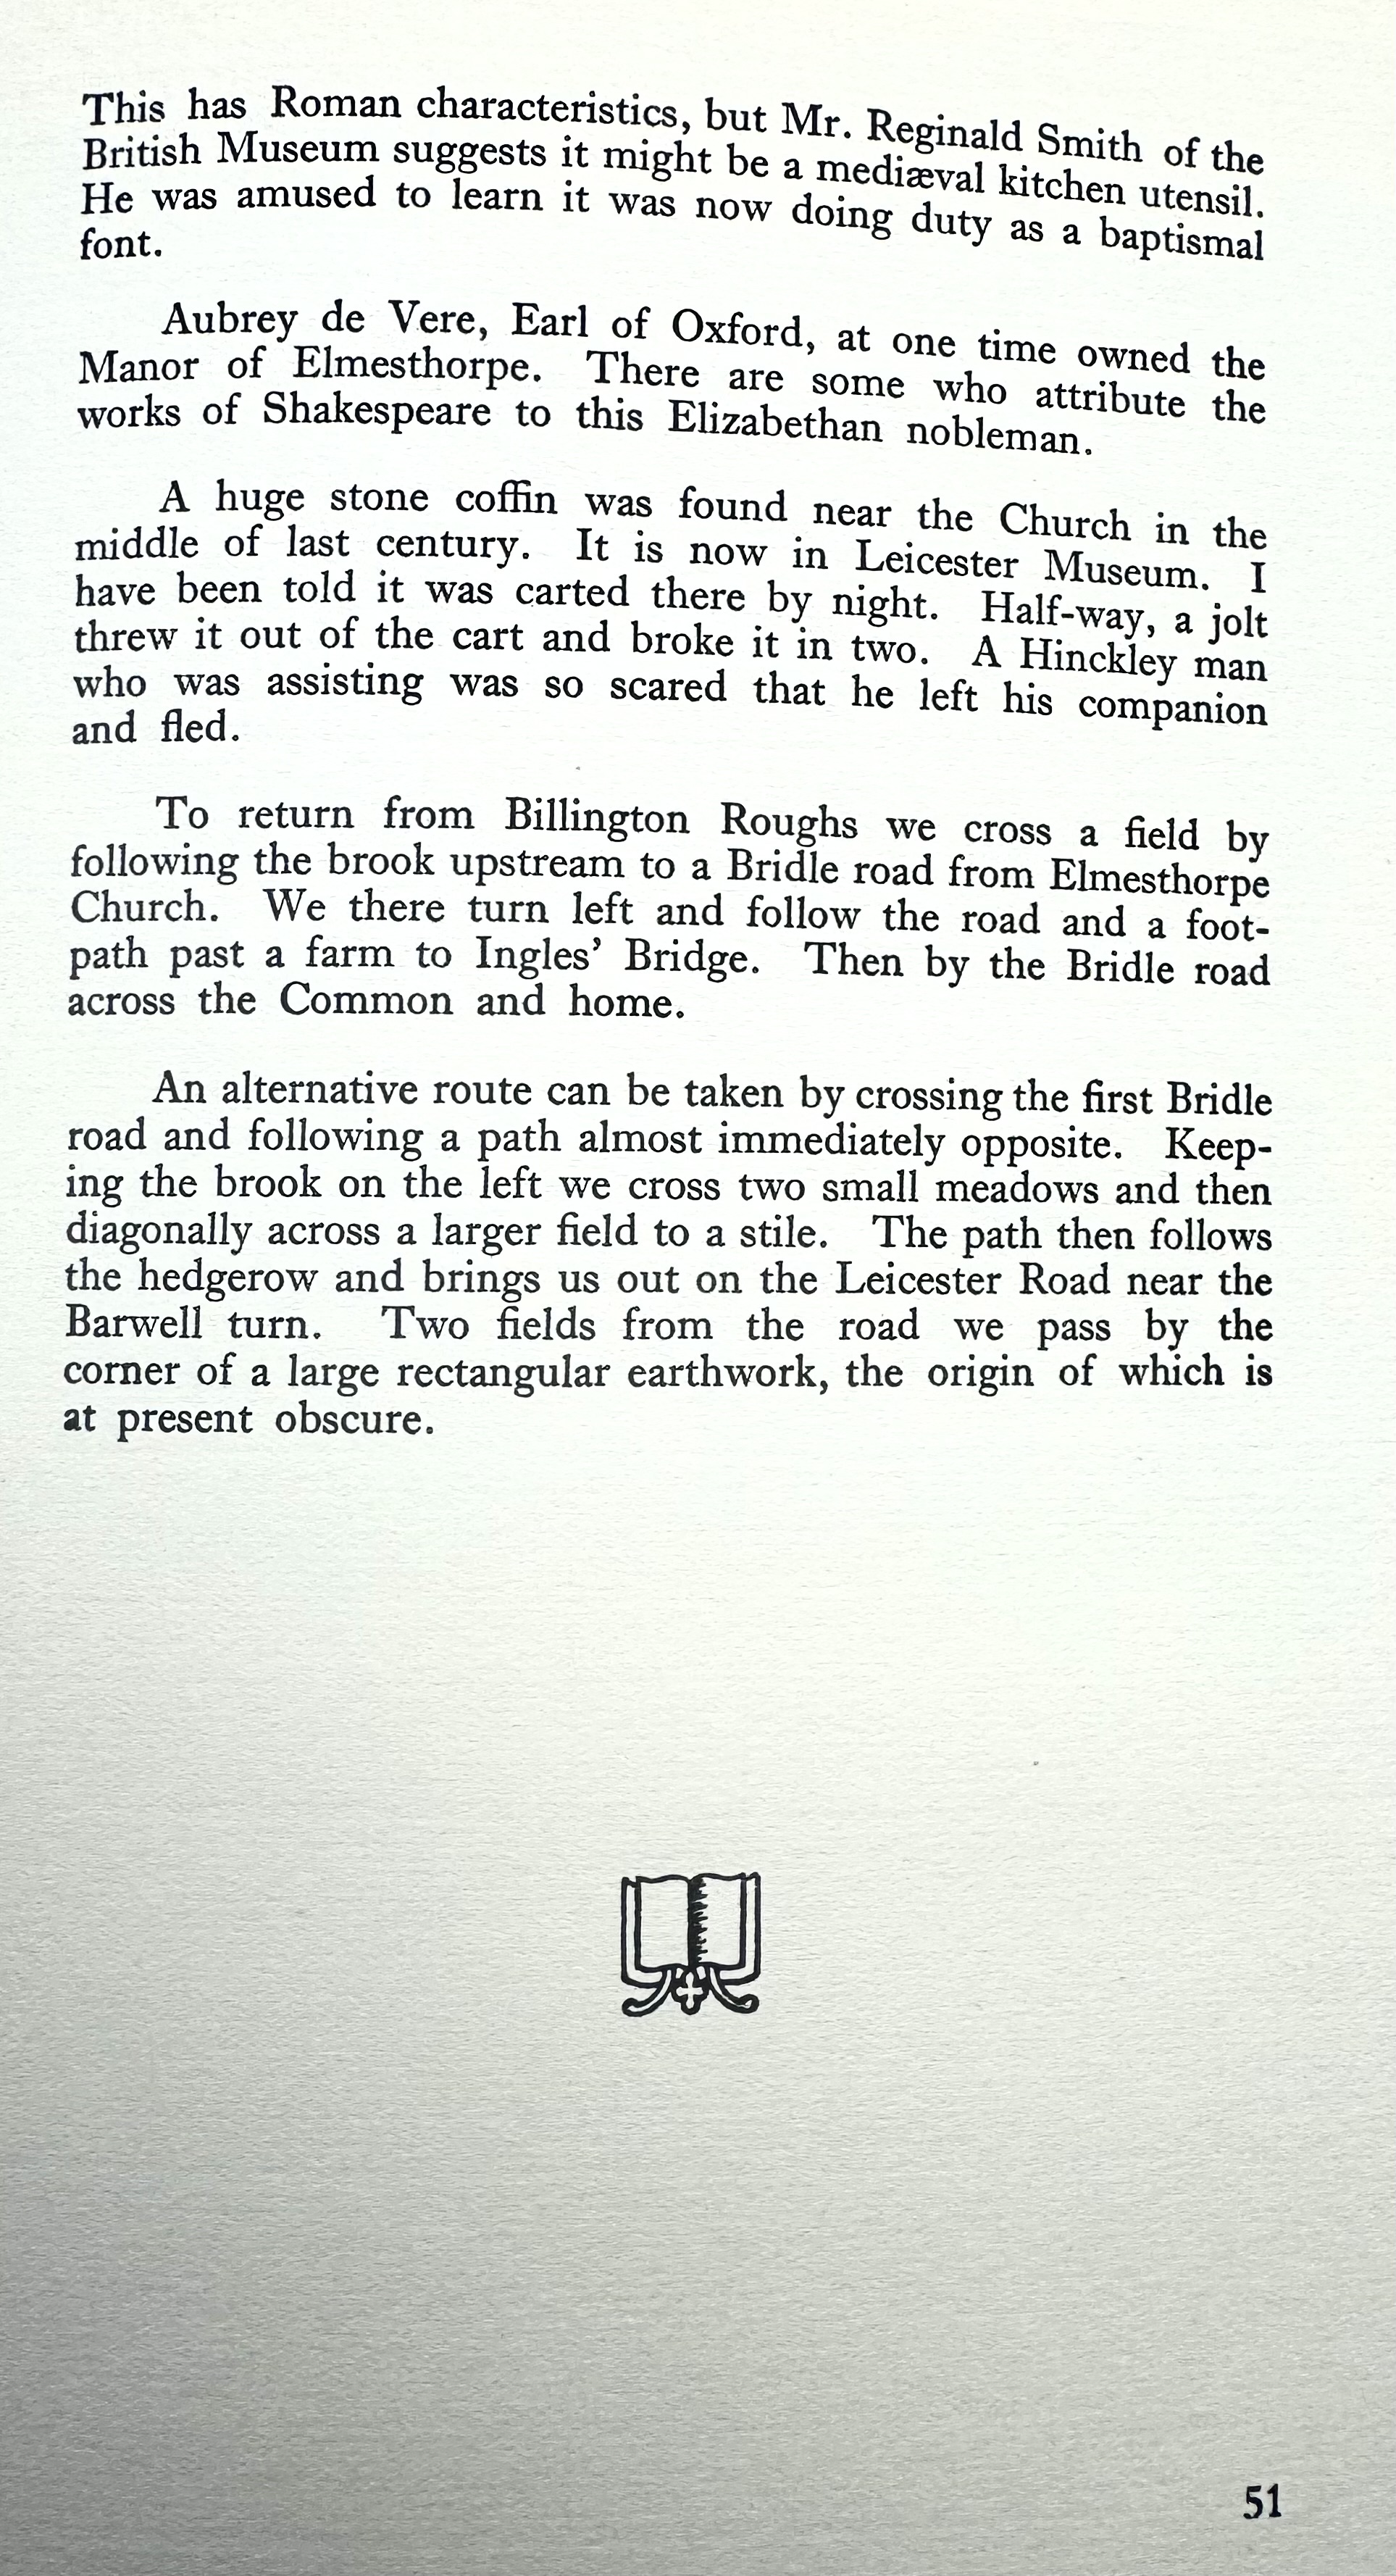 This has Roman characteristics, but Mr. Reginald Smith of the
British Museum suggests it might be a mediæval kitchen utensil.
He was amused to learn it was now doing duty as a baptismal
font.
Aubrey de Vere, Earl of Oxford, at one time owned the
Manor of Elmesthorpe. There are some who attribute the
works of Shakespeare to this Elizabethan nobleman.
A huge stone coffin was found near the Church in the
middle of last century. It is now in Leicester Museum. I
have been told it was carted there by night. Half-way, a jolt
threw it out of the cart and broke it in two. A Hinckley man
who was assisting was so scared that he left his companion
and fled.
To return from Billington Roughs we cross a field by
following the brook upstream to a Bridle road from Elmesthorpe
Church. We there turn left and follow the road and a foot-
path past a farm to Ingles' Bridge. Then by the Bridle road
across the Common and home.
An alternative route can be taken by crossing the first Bridle
road and following a path almost immediately opposite. Keep-
ing the brook on the left we cross two small meadows and then
diagonally across a larger field to a stile. The path then follows
the hedgerow and brings us out on the Leicester Road near the
Barwell turn. Two fields from the road we pass by the
corner of a large rectangular earthwork, the origin of which is
at present obscure.
51